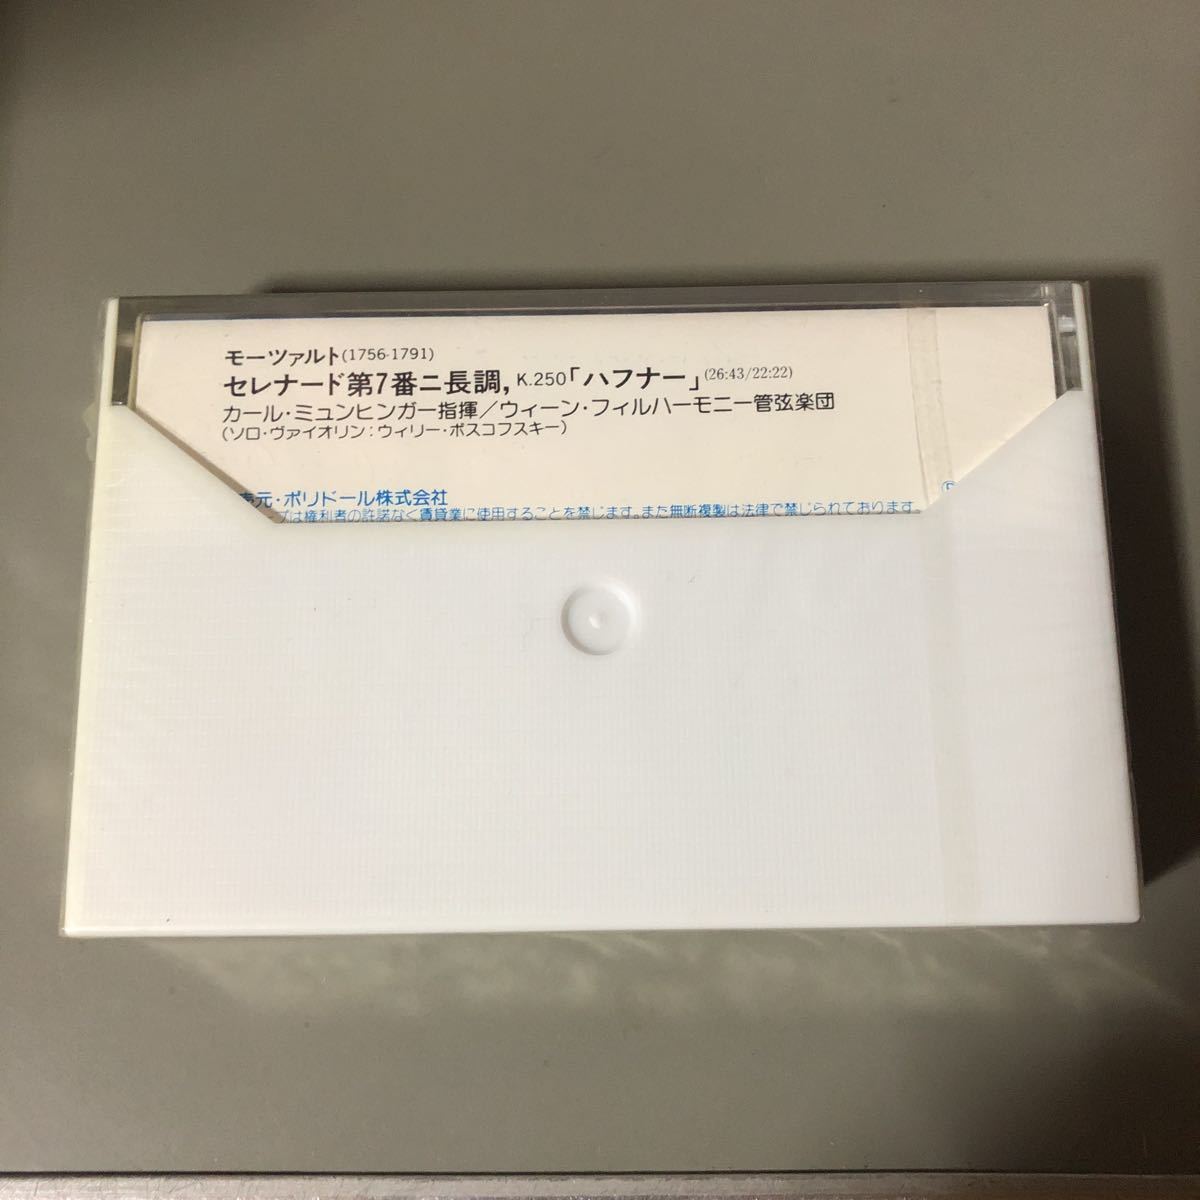 モーツァルト(1756-1791)
セレナード第7番ニ長調, K.250「ハフナー」(26:43/22:22)
カール・ミュンヒンガー指揮/ウィーン・フィルハーモニー管弦楽団
(ソロ・ヴァイオリン:ウィリー・ボスコフスキー)
元・ポリドール株式会社
プは権利者の許諾なく賃貸業に使用することを禁じます。また無断複製は法律で禁じられております。